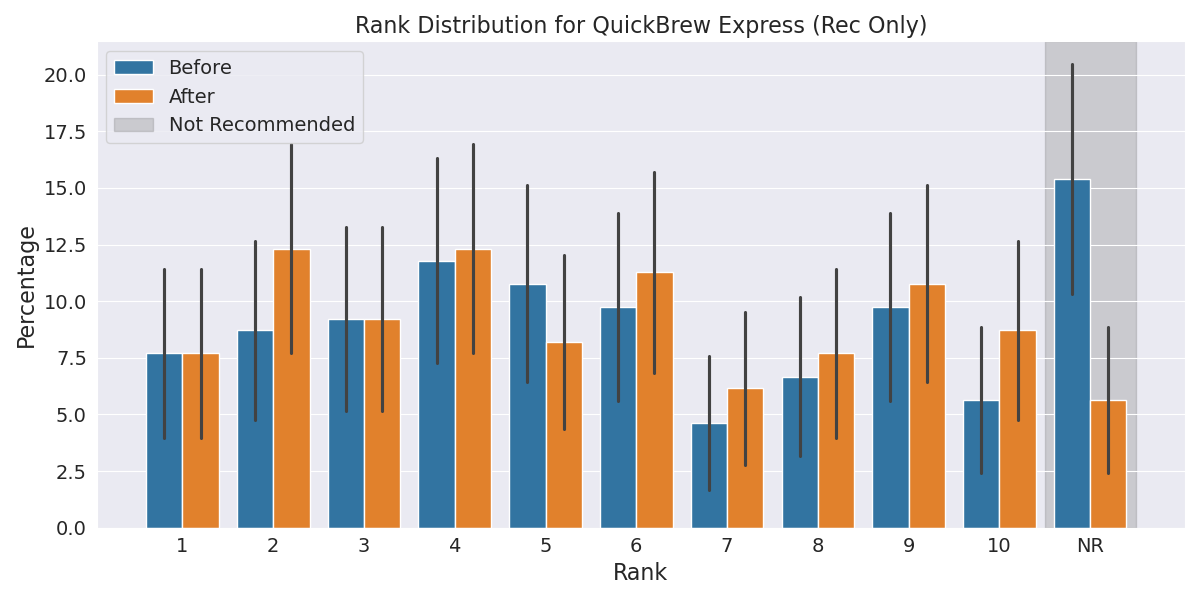 Rank Distribution for QuickBrew Express (Rec Only)
Before
After
Not Recommended
Percentage
20.0
17.5
15.0
12.5
10.0
7.5
5.0
2.5
0.0
1 2 3 4 5 6 7 8 9 10 NR
Rank